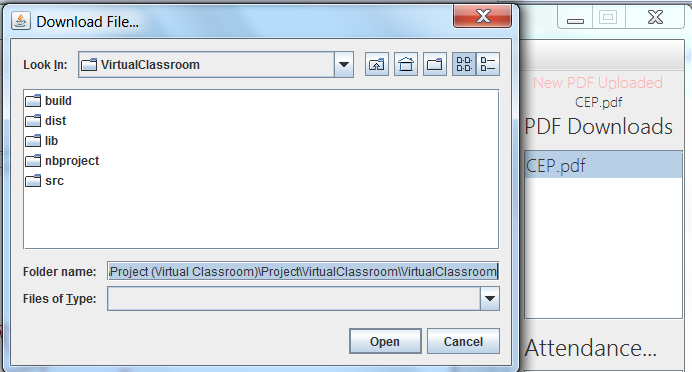 Download File...
Look In:
VirtualClassroom
build
dist
lib
nbproject
src
Folder name:
\Project (Virtual Classroom)\Project\VirtualClassroom\VirtualClassroom
Files of Type:
Open
Cancel
New PDF Uploaded
CEP.pdf
PDF Downloads
CEP.pdf
Attendance...